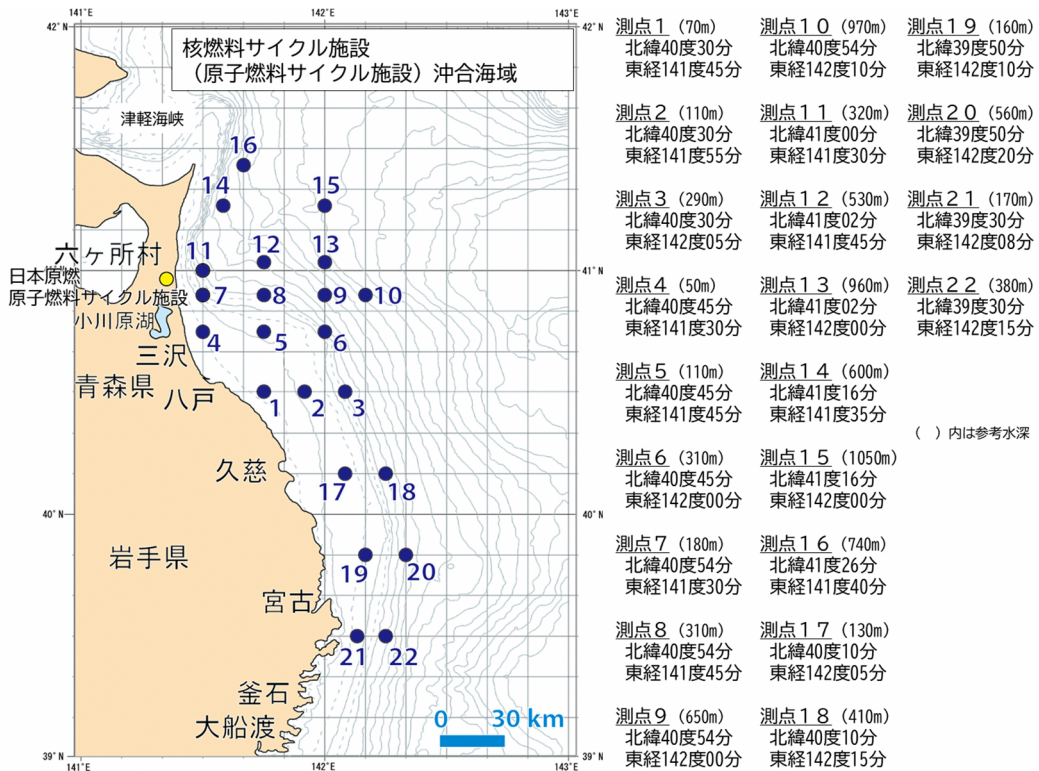 141°E
142°E
143°E
42°N
42°N
核燃料サイクル施設
（原子燃料サイクル施設）沖合海域
津軽海峡
16
14
15
12
13
11
六ヶ所村
41°N
日本原燃
原子燃料サイクル施設
7
8
9
10
小川原湖
4
5
6
三沢
青森県
八戸
1
2
3
久慈
17
18
40°N
40°N
岩手県
19
20
宮古
21
22
釜石
大船渡
0
30 km
39°N
39°N
141°E
142°E
143°E
測点１（70m）
北緯40度30分
東経141度45分
測点２（110m）
北緯40度30分
東経141度55分
測点３（290m）
北緯40度30分
東経142度05分
測点４（50m）
北緯40度45分
東経141度30分
測点５（110m）
北緯40度45分
東経141度45分
測点６（310m）
北緯40度45分
東経142度00分
測点７（180m）
北緯40度54分
東経141度30分
測点８（310m）
北緯40度54分
東経141度45分
測点９（650m）
北緯40度54分
東経142度00分
測点１０（970m）
北緯40度54分
東経142度10分
測点１１（320m）
北緯41度00分
東経141度30分
測点１２（530m）
北緯41度02分
東経141度45分
測点１３（960m）
北緯41度02分
東経142度00分
測点１４（600m）
北緯41度16分
東経141度35分
測点１５（1050m）
北緯41度16分
東経142度00分
測点１６（740m）
北緯41度26分
東経141度40分
測点１７（130m）
北緯40度10分
東経142度05分
測点１８（410m）
北緯40度10分
東経142度15分
測点１９（160m）
北緯39度50分
東経142度10分
測点２０（560m）
北緯39度50分
東経142度20分
測点２１（170m）
北緯39度30分
東経142度08分
測点２２（380m）
北緯39度30分
東経142度15分
（　）内は参考水深